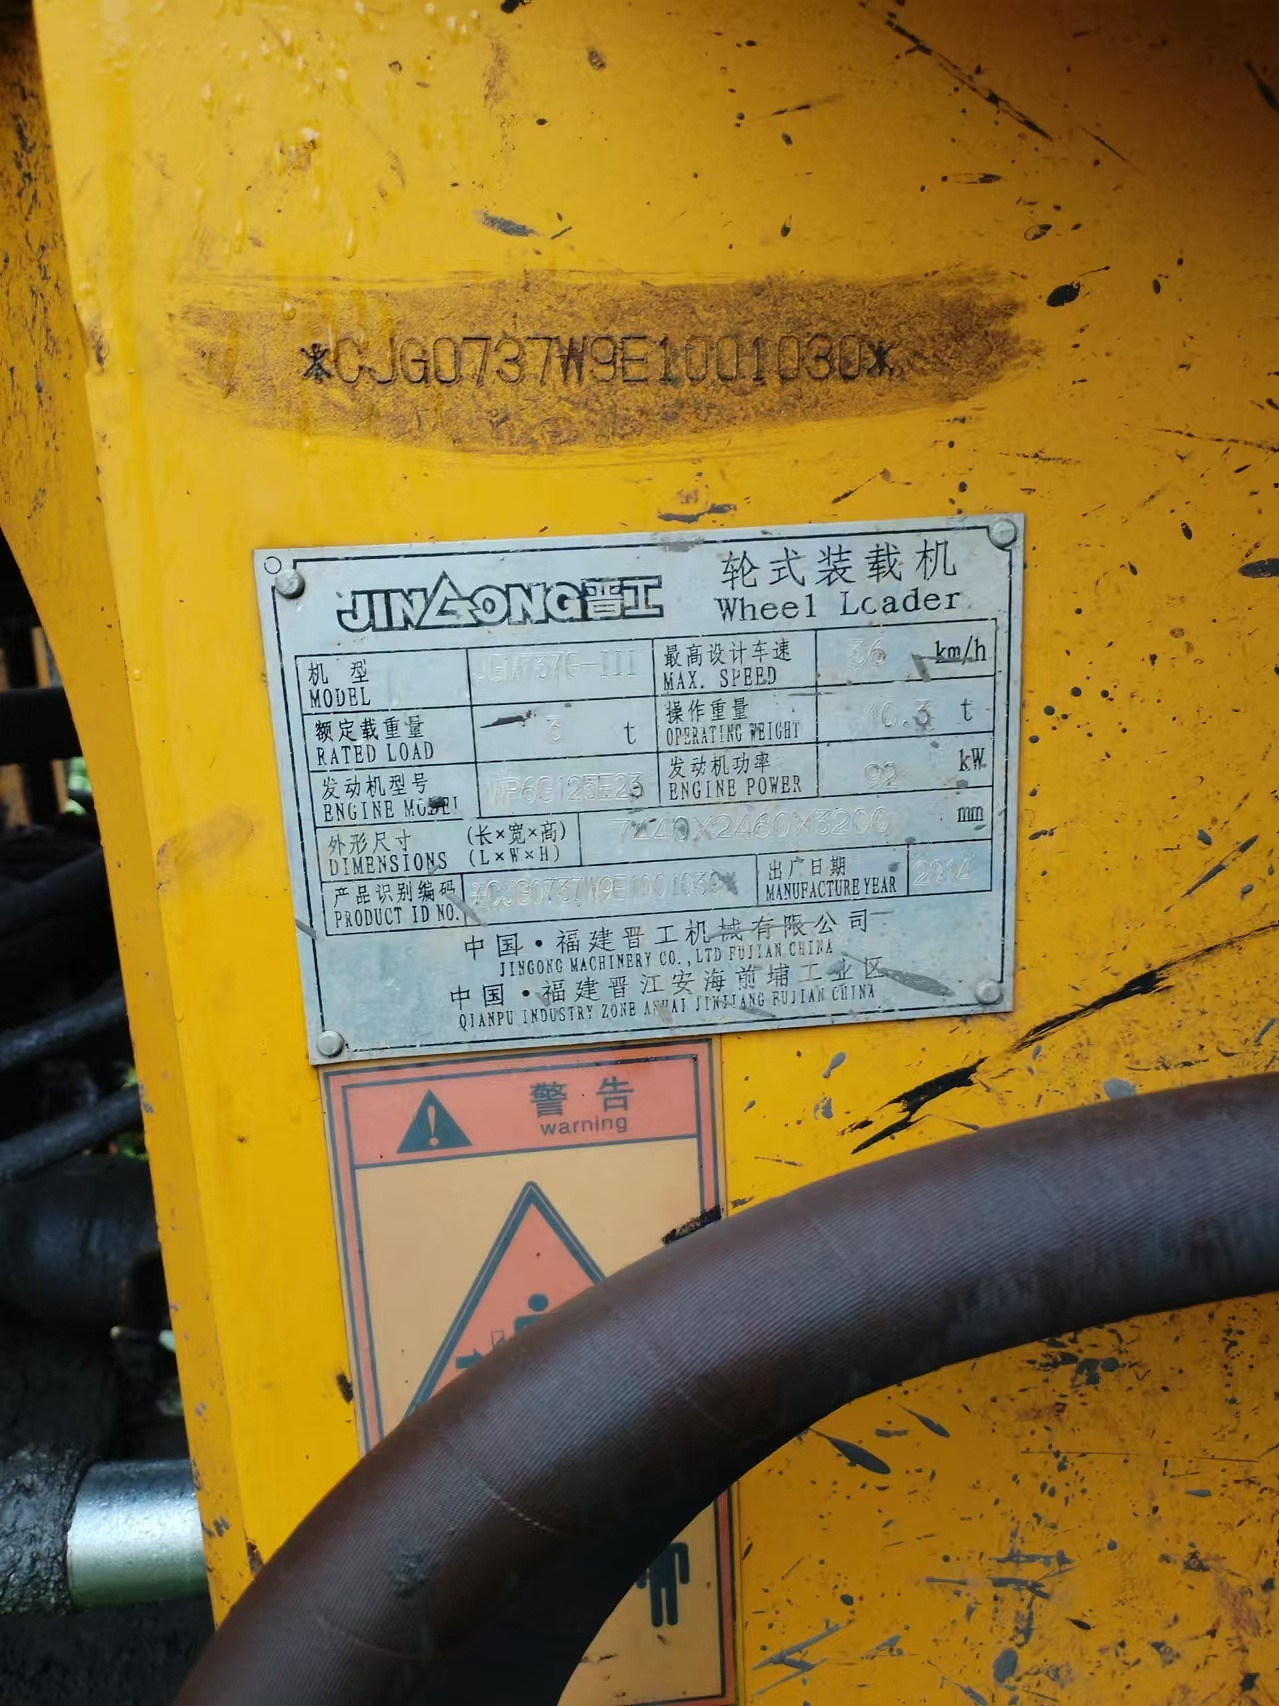 *CJG0737W9E1001030*
JINGONG晋工
轮式装载机
Wheel Loader
机 型
MODEL
JGW737G-III
最高设计车速
MAX. SPEED
36 km/h
额定载重量
RATED LOAD
3 t
操作重量
OPERATING WEIGHT
10.3 t
发动机型号
ENGINE MODEL
WP6G125E23
发动机功率
ENGINE POWER
92 kW
外形尺寸 (长×宽×高)
DIMENSIONS (L×W×H)
7440X2460X3200 mm
产品识别编码
PRODUCT ID NO.
*CJG0737W9E1001030*
出厂日期
MANUFACTURE YEAR
2014
中国·福建晋工机械有限公司
JINGONG MACHINERY CO.,LTD FUJIAN CHINA
中国·福建晋江安海前埔工业区
QIANPU INDUSTRY ZONE ANHAI JINJIANG FUJIAN CHINA
警告
warning